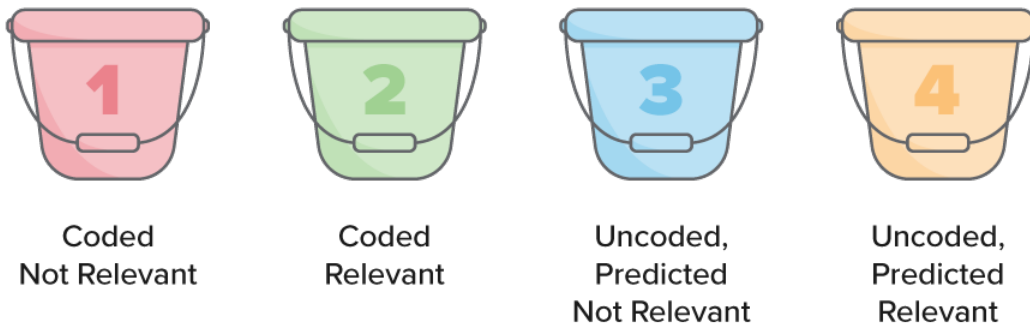 1
2
3
4
Coded
Not Relevant
Coded
Relevant
Uncoded,
Predicted
Not Relevant
Uncoded,
Predicted
Relevant